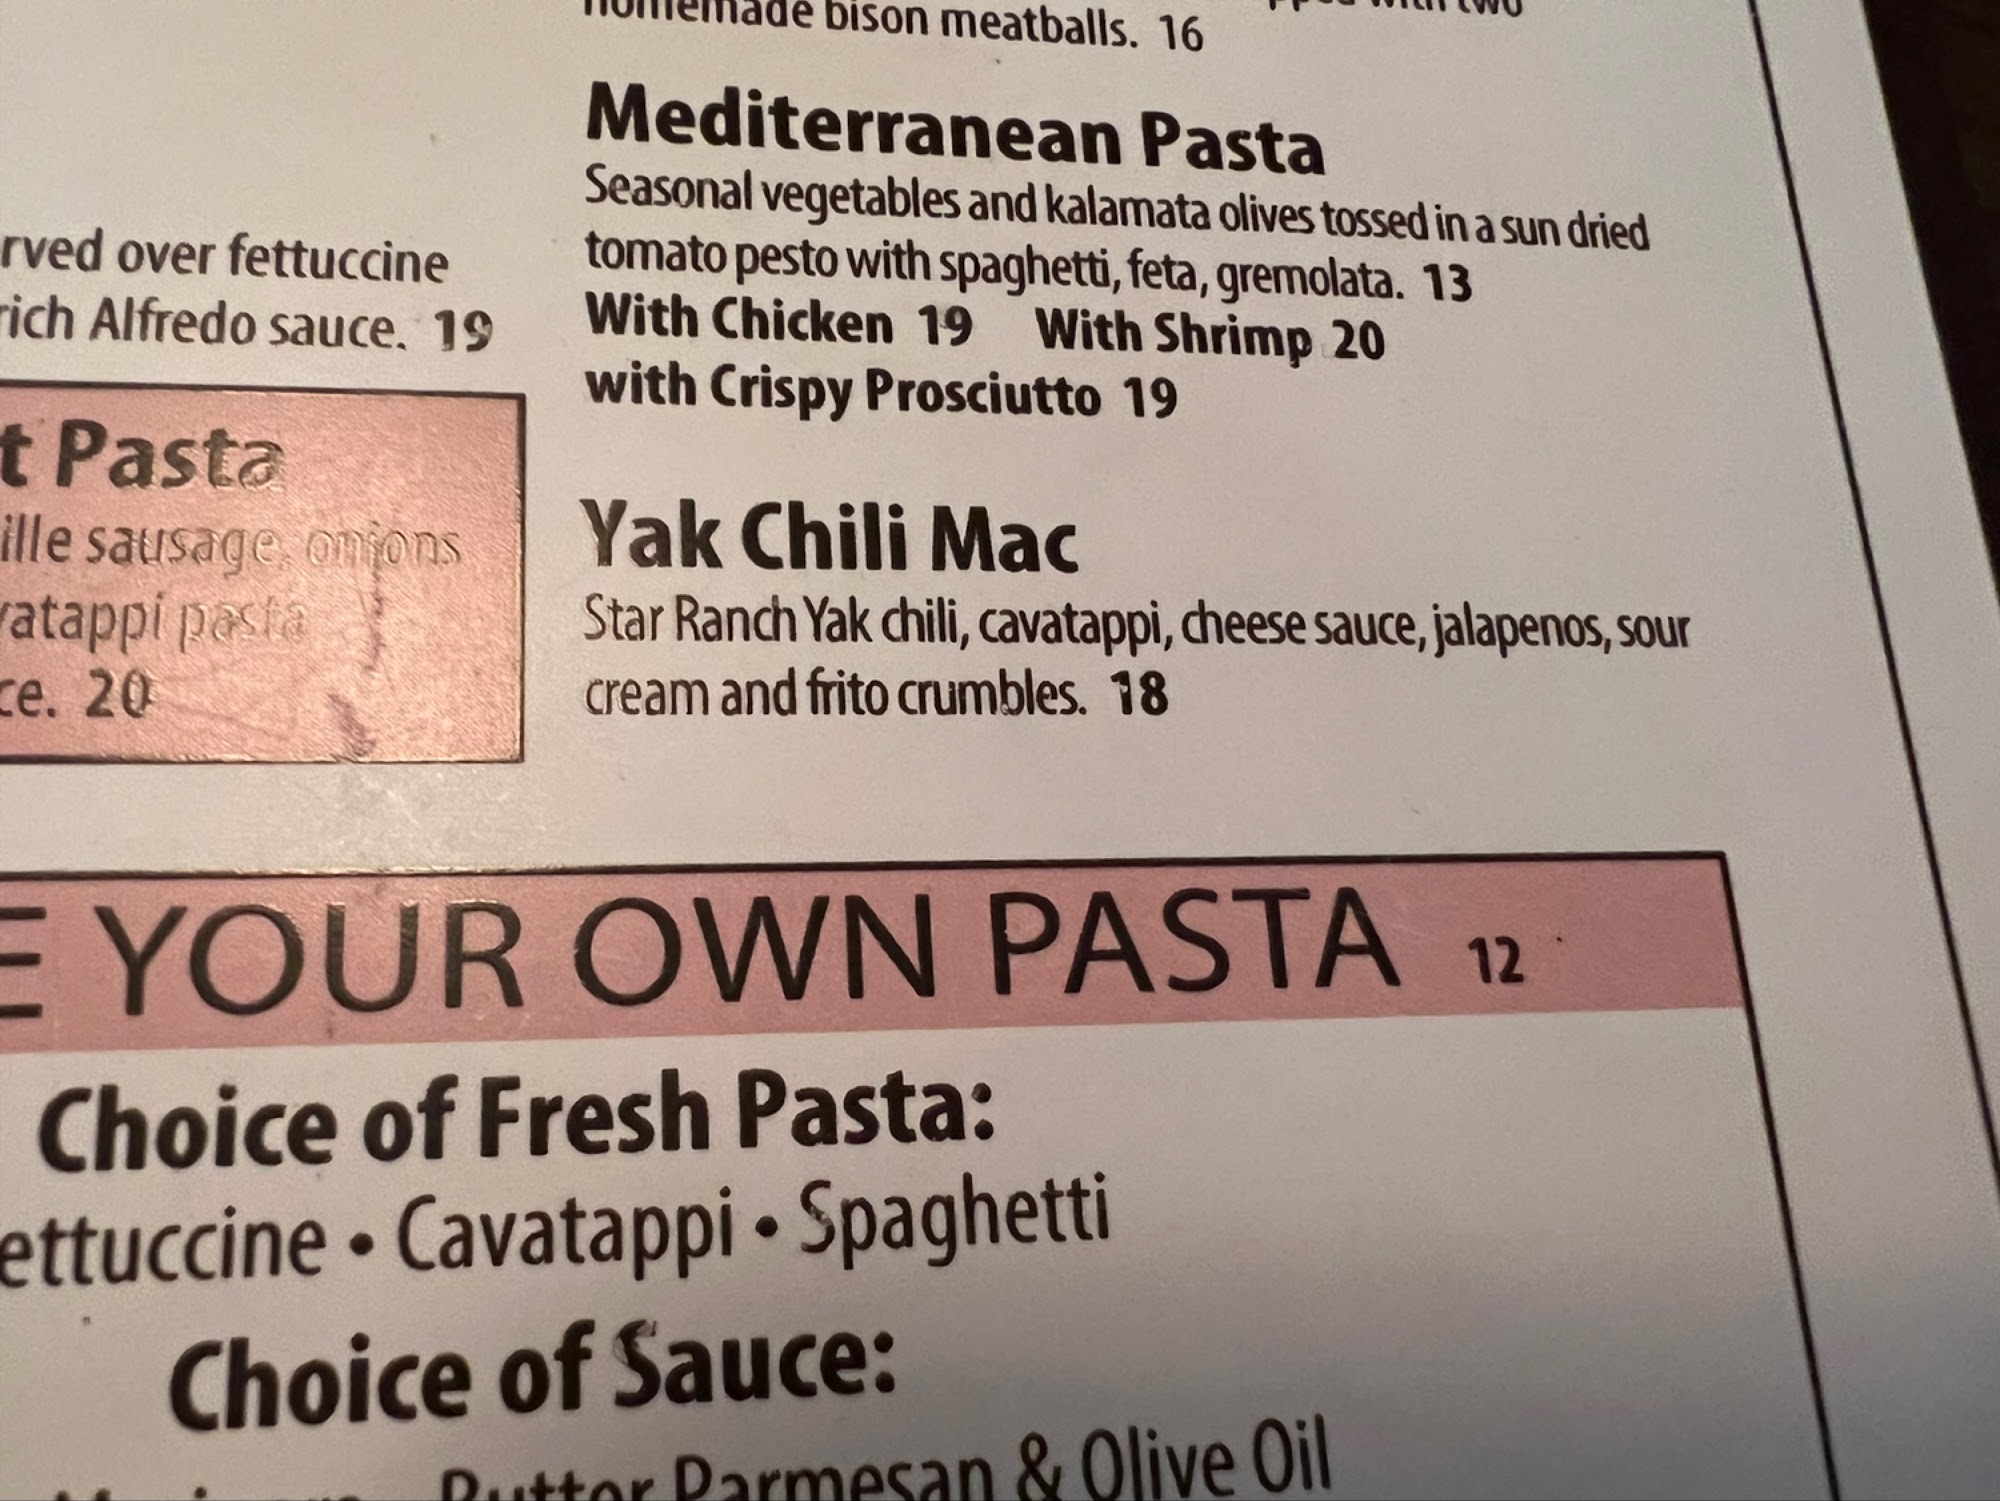 homemade bison meatballs. 16
Mediterranean Pasta
Seasonal vegetables and kalamata olives tossed in a sun dried
tomato pesto with spaghetti, feta, gremolata. 13
With Chicken 19 With Shrimp 20
with Crispy Prosciutto 19
Yak Chili Mac
Star Ranch Yak chili, cavatappi, cheese sauce, jalapenos, sour
cream and frito crumbles. 18
rved over fettuccine
rich Alfredo sauce. 19
t Pasta
ille sausage, onions
vatappi pasta
ce. 20
E YOUR OWN PASTA 12
Choice of Fresh Pasta:
ettuccine • Cavatappi • Spaghetti
Choice of Sauce:
Butter Parmesan & Olive Oil